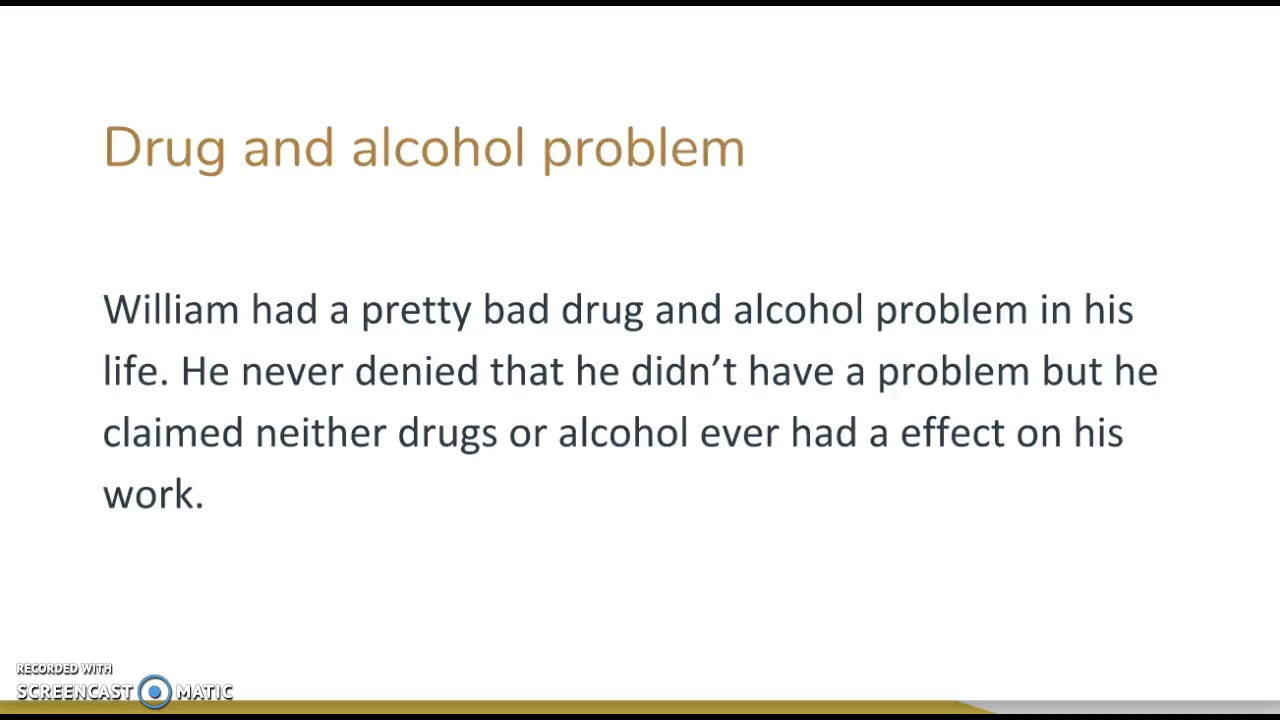 Drug and alcohol problem
William had a pretty bad drug and alcohol problem in his
life. He never denied that he didn’t have a problem but he
claimed neither drugs or alcohol ever had a effect on his
work.
RECORDED WITH
SCREENCAST MATIC